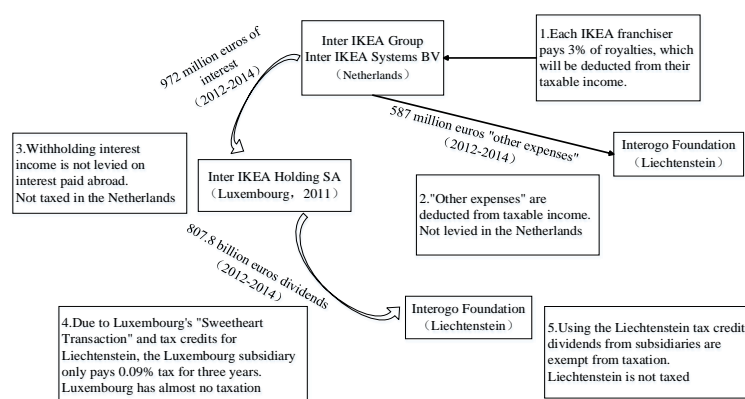 972 million euros of
interest
(2012-2014)
Inter IKEA Group
Inter IKEA Systems BV
（Netherlands）
1.Each IKEA franchiser
pays 3% of royalties, which
will be deducted from their
taxable income.
587 million euros "other expenses"
(2012-2014)
Interogo Foundation
(Liechtenstein）
3.Withholding interest
income is not levied on
interest paid abroad.
Not taxed in the Netherlands
Inter IKEA Holding SA
（Luxembourg，2011）
2."Other expenses" are
deducted from taxable income.
Not levied in the Netherlands
807.8 billion euros dividends
（2012-2014）
Interogo Foundation
（Liechtenstein）
4.Due to Luxembourg's "Sweetheart
Transaction" and tax credits for
Liechtenstein, the Luxembourg subsidiary
only pays 0.09% tax for three years.
Luxembourg has almost no taxation
5.Using the Liechtenstein tax credit
dividends from subsidiaries are
exempt from taxation.
Liechtenstein is not taxed